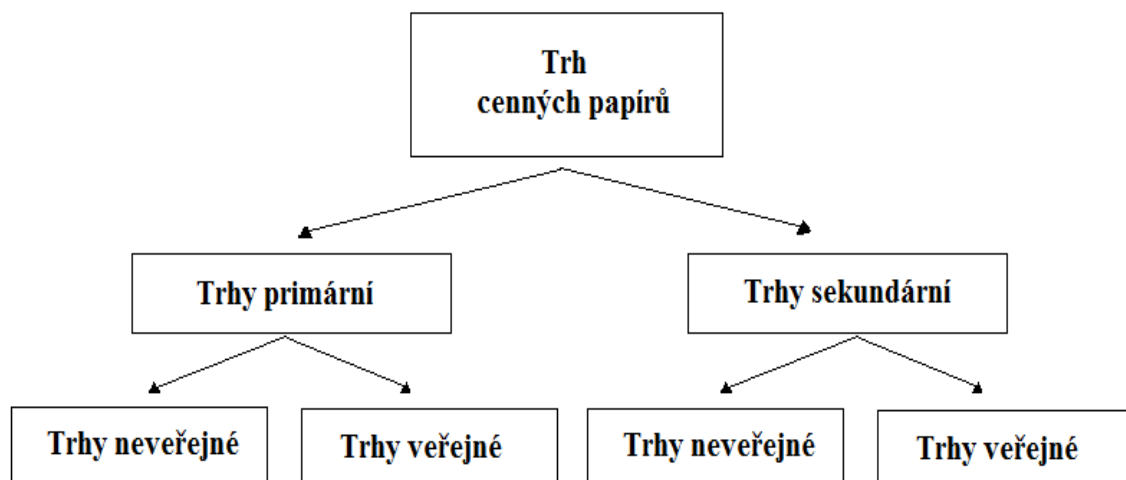 Trh
cenných papírů
Trhy primární
Trhy sekundární
Trhy neveřejné
Trhy veřejné
Trhy neveřejné
Trhy veřejné